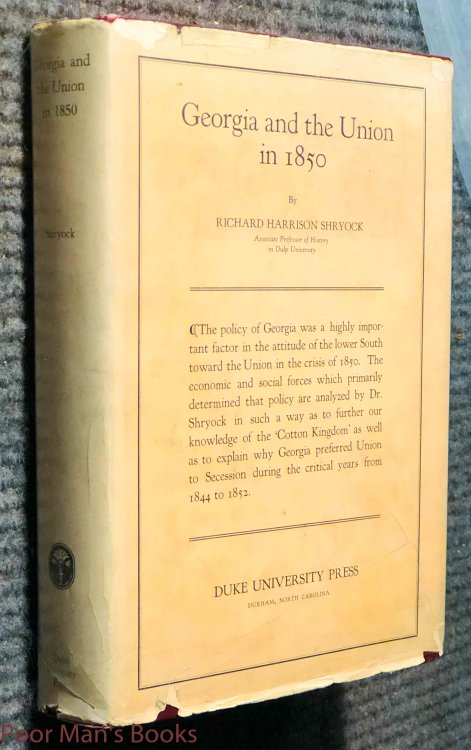 Georgia and
the Union
in 1850
Shryock
Duke
University
Press
Georgia and the Union
in 1850
By
RICHARD HARRISON SHRYOCK
Associate Professor of History
in Duke University
⁋The policy of Georgia was a highly impor-
tant factor in the attitude of the lower South
toward the Union in the crisis of 1850. The
economic and social forces which primarily
determined that policy are analyzed by Dr.
Shryock in such a way as to further our
knowledge of the ‘Cotton Kingdom’ as well
as to explain why Georgia preferred Union
to Secession during the critical years from
1844 to 1852.
DUKE UNIVERSITY PRESS
DURHAM, NORTH CAROLINA
Poor Man's Books